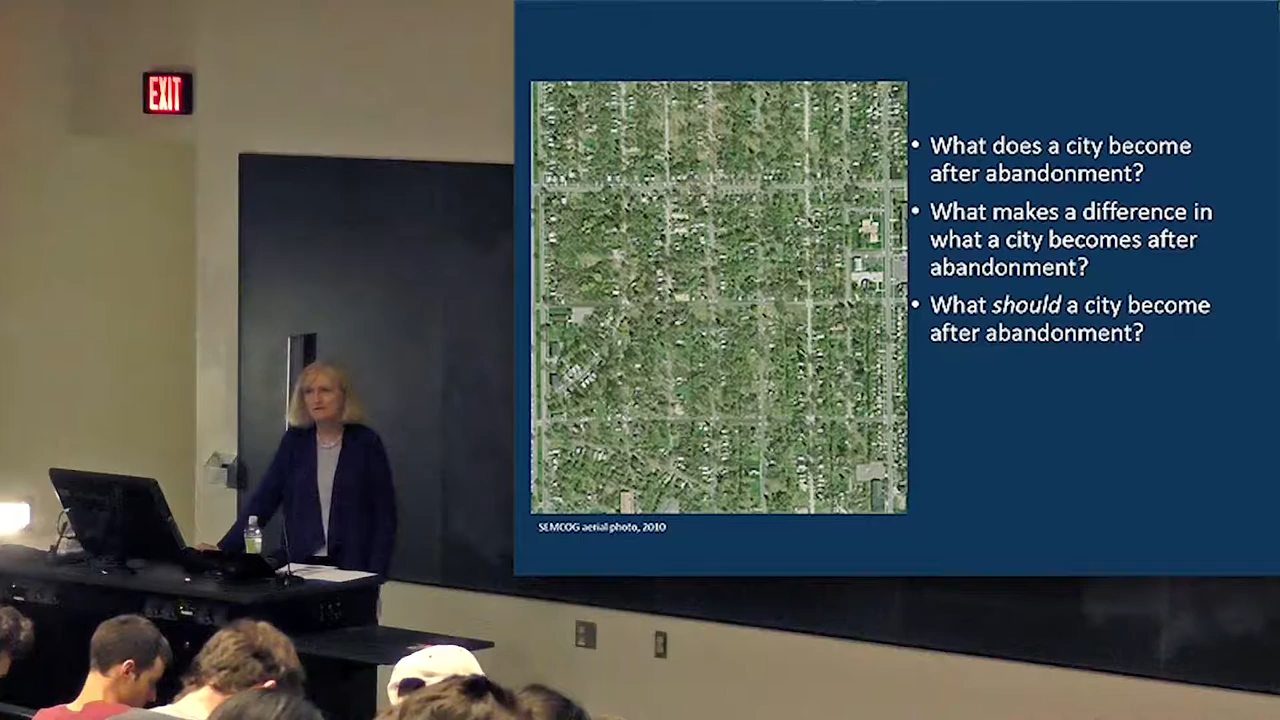 EXIT
• What does a city become
after abandonment?
• What makes a difference in
what a city becomes after
abandonment?
• What should a city become
after abandonment?
SEMCOG aerial photo, 2010